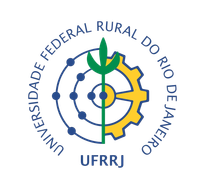 UNIVERSIDADE FEDERAL RURAL DO RIO DE JANEIRO
UFRRJ